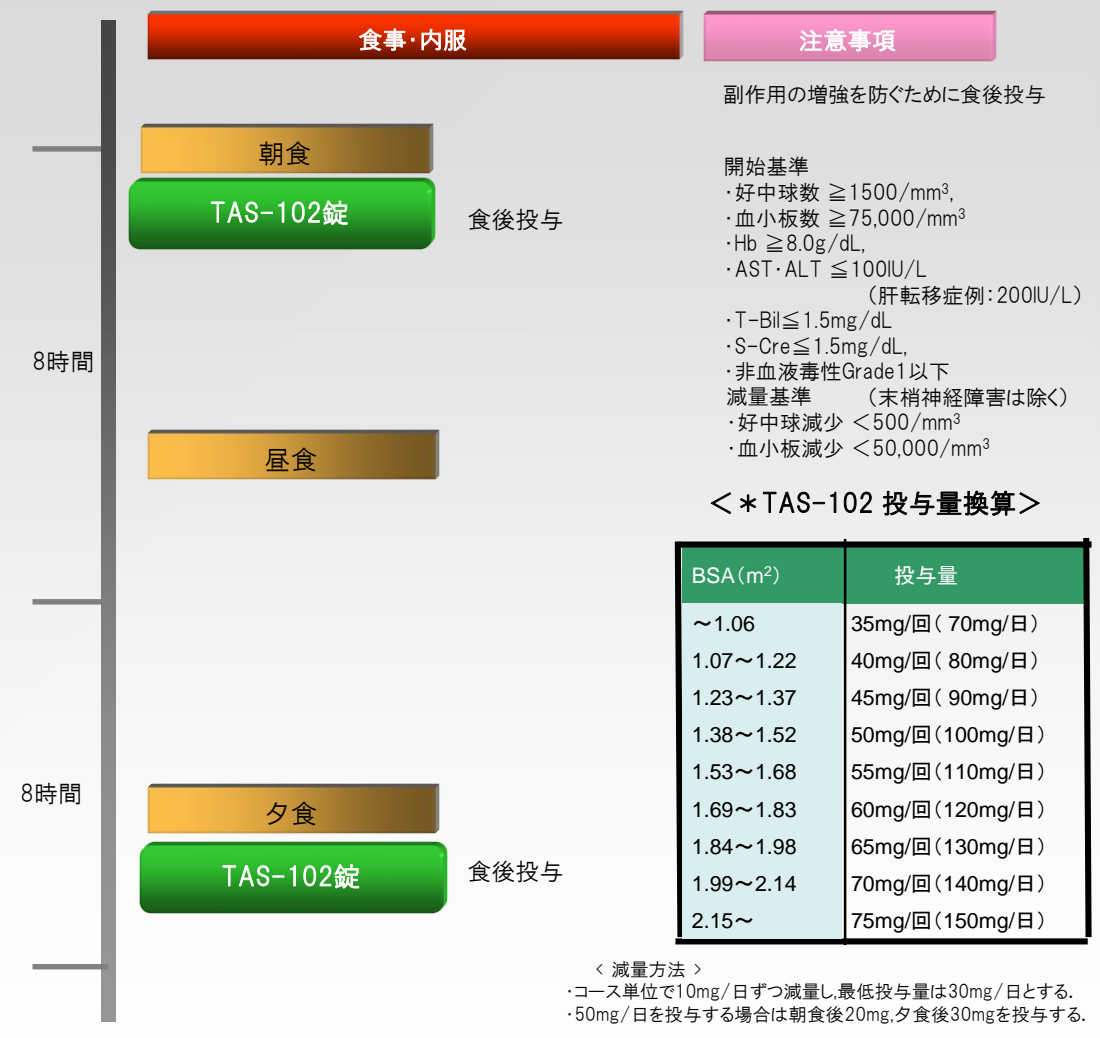 食事・内服
注意事項
副作用の増強を防ぐために食後投与
朝食
TAS-102錠
食後投与
開始基準
・好中球数 ≧1500/mm³,
・血小板数 ≧75,000/mm³
・Hb ≧8.0g/dL,
・AST・ALT ≦100IU/L
（肝転移症例：200IU/L）
・T-Bil≦1.5mg/dL
・S-Cre≦1.5mg/dL,
・非血液毒性Grade1以下
減量基準 （末梢神経障害は除く）
・好中球減少 ＜500/mm³
・血小板減少 ＜50,000/mm³
8時間
昼食
＜＊TAS-102 投与量換算＞
BSA（m²） 投与量
～1.06 35mg/回（ 70mg/日）
1.07～1.22 40mg/回（ 80mg/日）
1.23～1.37 45mg/回（ 90mg/日）
1.38～1.52 50mg/回（100mg/日）
1.53～1.68 55mg/回（110mg/日）
1.69～1.83 60mg/回（120mg/日）
1.84～1.98 65mg/回（130mg/日）
1.99～2.14 70mg/回（140mg/日）
2.15～ 75mg/回（150mg/日）
8時間
夕食
TAS-102錠
食後投与
＜ 減量方法 ＞
・コース単位で10mg/日ずつ減量し,最低投与量は30mg/日とする.
・50mg/日を投与する場合は朝食後20mg,夕食後30mgを投与する.